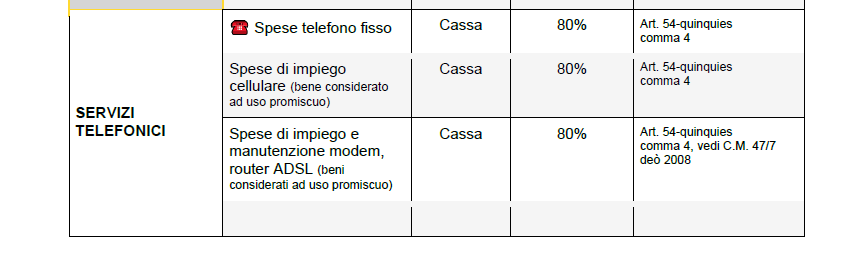 ☎ Spese telefono fisso
Cassa
80%
Art. 54-quinquies
comma 4
Spese di impiego
cellulare (bene considerato
ad uso promiscuo)
Cassa
80%
Art. 54-quinquies
comma 4
SERVIZI
TELEFONICI
Spese di impiego e
manutenzione modem,
router ADSL (beni
considerati ad uso promiscuo)
Cassa
80%
Art. 54-quinquies
comma 4, vedi C.M. 47/7
deò 2008